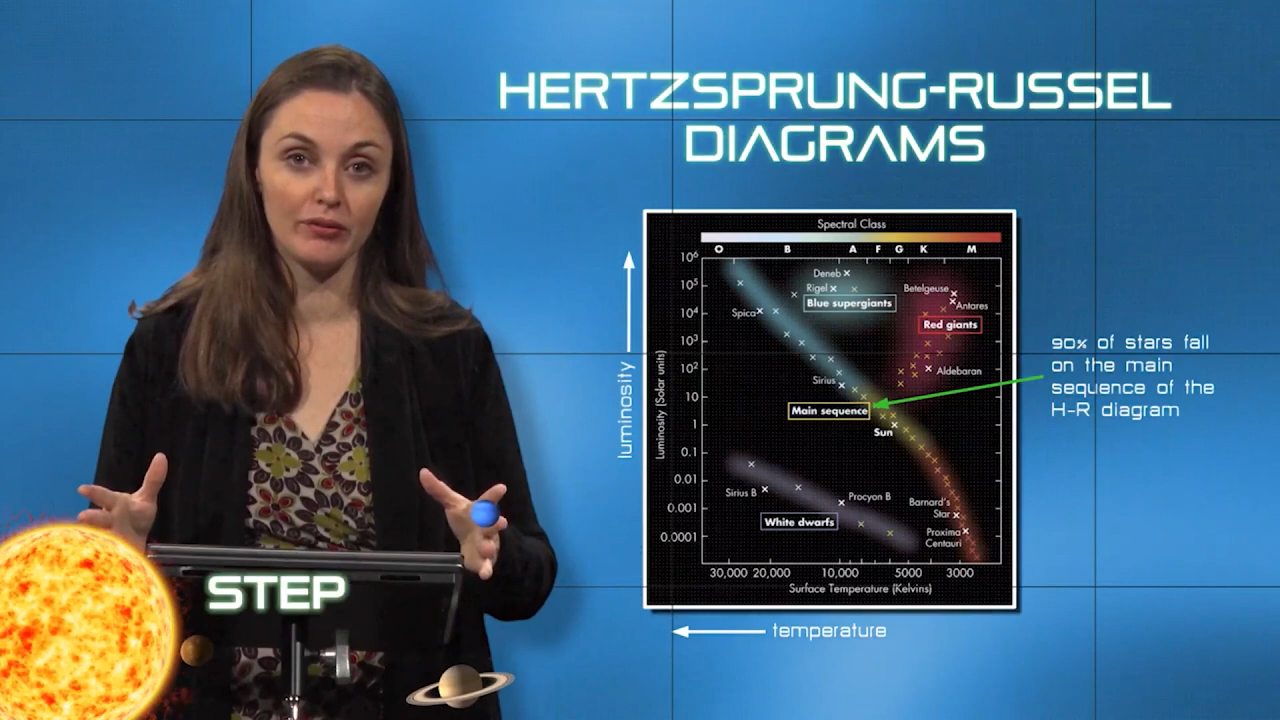 HERTZSPRUNG-RUSSEL
DIAGRAMS
Spectral Class
O B A F G K M
10⁶
10⁵
10⁴
10³
10²
10
1
0.1
0.01
0.001
0.0001
Luminosity (Solar units)
luminosity
Deneb
Rigel
Blue supergiants
Betelgeuse
Antares
Red giants
Spica
Aldebaran
Sirius
Main sequence
Sun
Sirius B
Procyon B
White dwarfs
Barnard's
Star
Proxima
Centauri
30,000 20,000 10,000 5000 3000
Surface Temperature (Kelvins)
temperature
90% of stars fall
on the main
sequence of the
H-R diagram
STEP